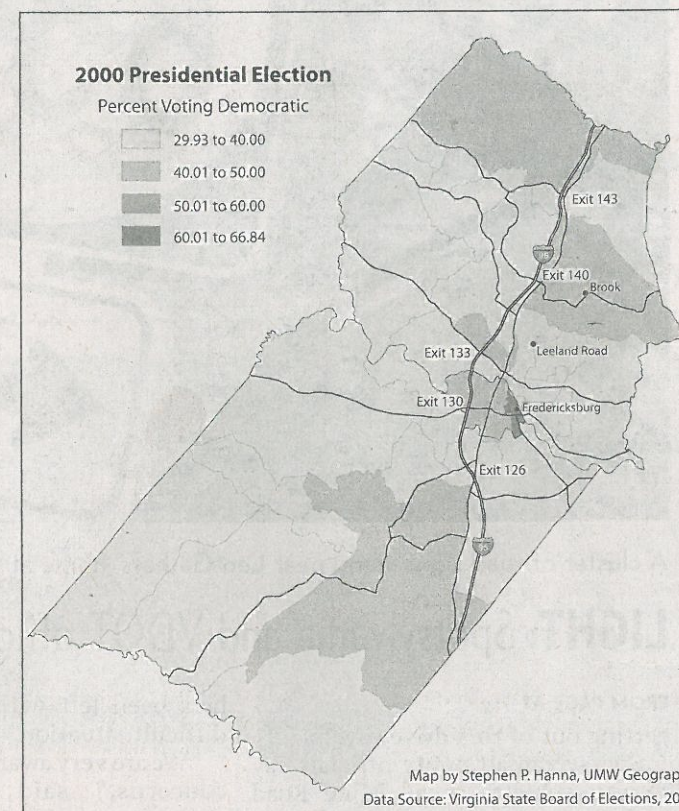 2000 Presidential Election
Percent Voting Democratic
29.93 to 40.00
40.01 to 50.00
50.01 to 60.00
60.01 to 66.84
Exit 143
Exit 140
Brook
Exit 133
Leeland Road
Exit 130
Fredericksburg
Exit 126
Map by Stephen P. Hanna, UMW Geograp
Data Source: Virginia State Board of Elections, 20